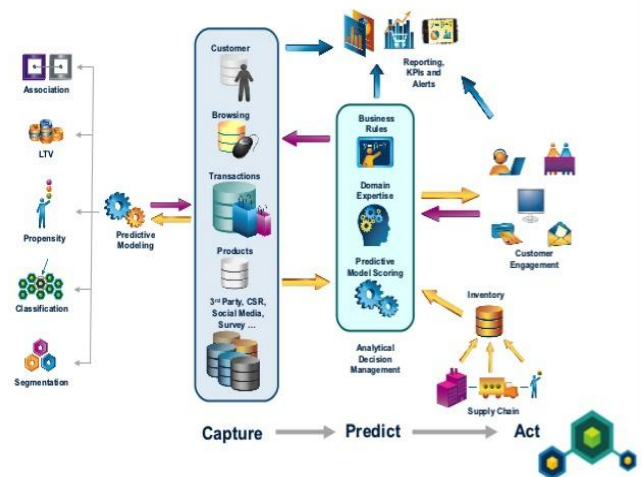 Association
LTV
Propensity
Classification
Segmentation
Predictive
Modeling
Customer
Browsing
Transactions
Products
3rd Party, CSR,
Social Media,
Survey ...
Reporting,
KPIs and
Alerts
Business
Rules
Domain
Expertise
Predictive
Model Scoring
Analytical
Decision
Management
Customer
Engagement
Inventory
Supply Chain
Capture
Predict
Act